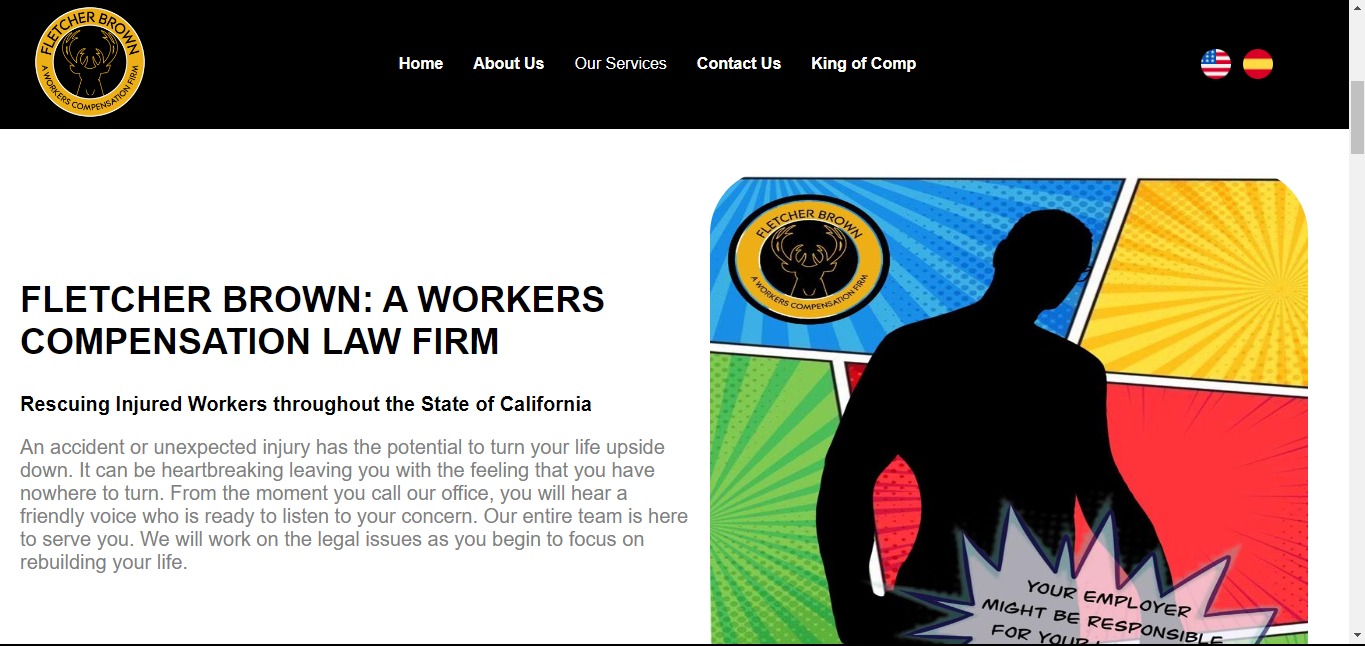 FLETCHER BROWN
A WORKERS COMPENSATION FIRM
Home
About Us
Our Services
Contact Us
King of Comp
FLETCHER BROWN: A WORKERS
COMPENSATION LAW FIRM
Rescuing Injured Workers throughout the State of California
An accident or unexpected injury has the potential to turn your life upside
down. It can be heartbreaking leaving you with the feeling that you have
nowhere to turn. From the moment you call our office, you will hear a
friendly voice who is ready to listen to your concern. Our entire team is here
to serve you. We will work on the legal issues as you begin to focus on
rebuilding your life.
FLETCHER BROWN
A WORKERS COMPENSATION FIRM
YOUR EMPLOYER
MIGHT BE RESPONSIBLE
FOR YOUR